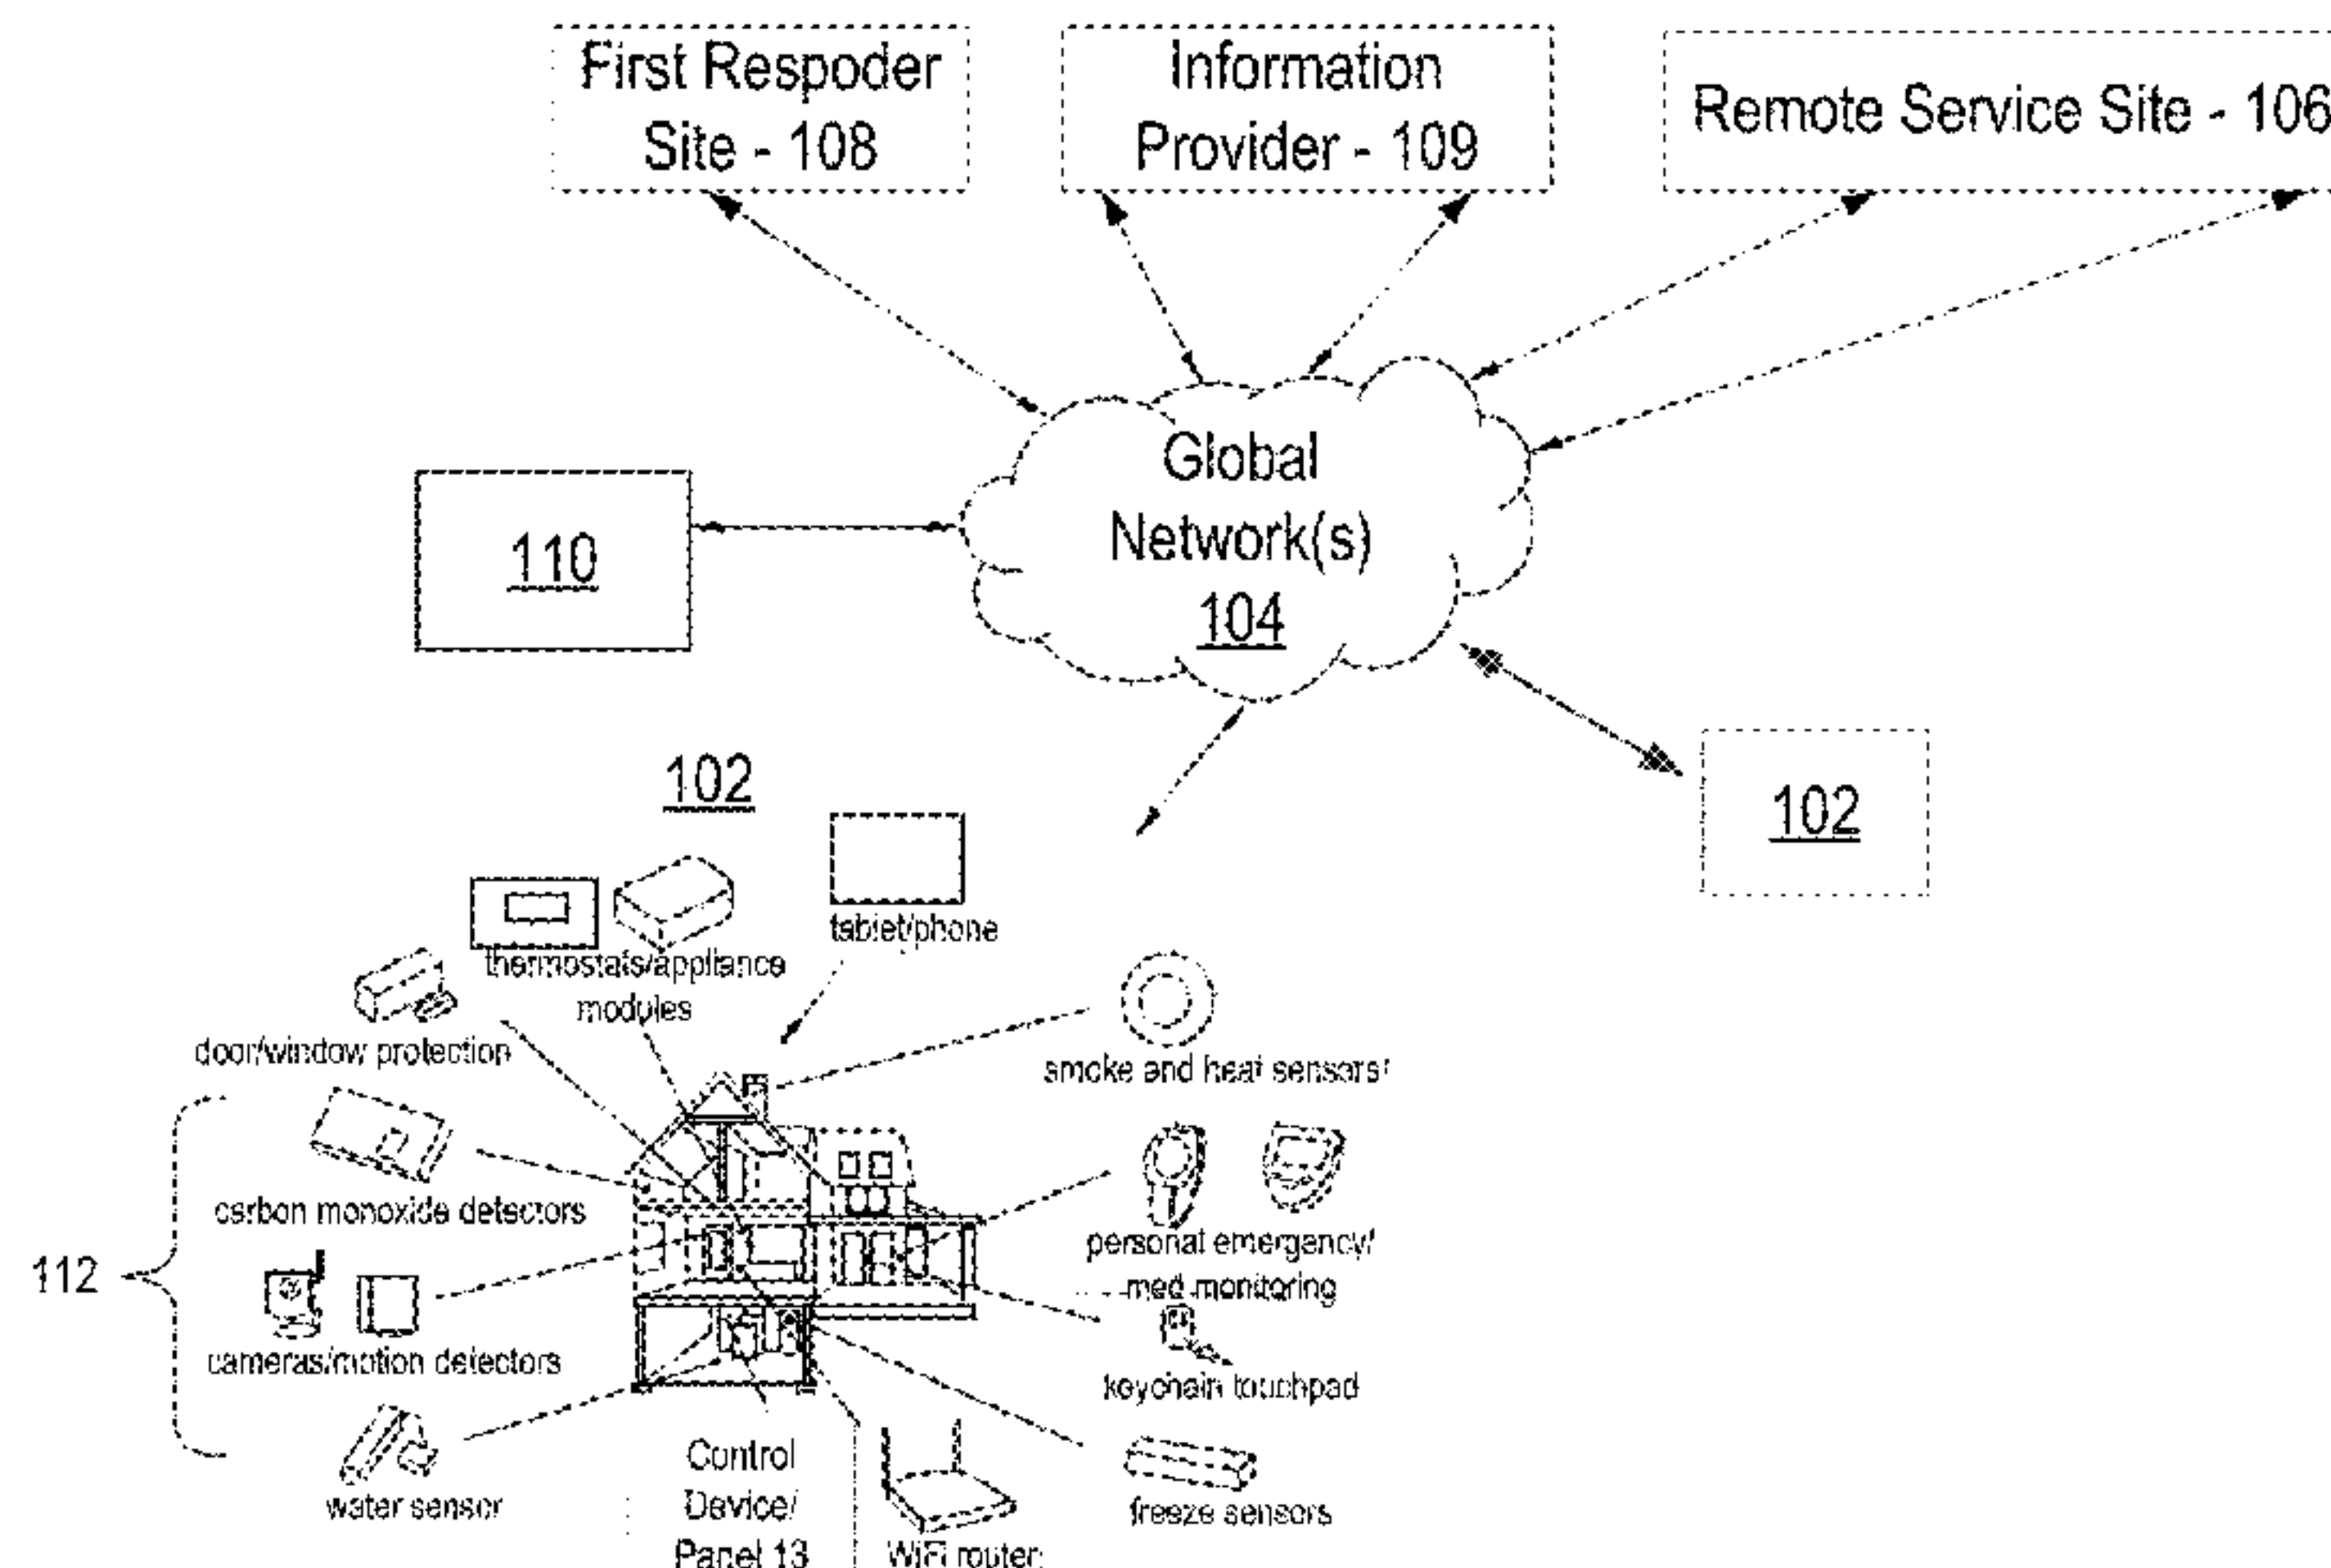 First Respoder
Site - 108
Information
Provider - 109
Remote Service Site - 106
Global
Network(s)
104
110
102
102
tablet/phone
thermostats/appliance
modules
door/window protection
smoke and heat sensors/
carbon monoxide detectors
personal emergency/
med monitoring
112
cameras/motion detectors
keychain touchpad
water sensor
Control
Device/
Panel 13
WiFi router
freeze sensors